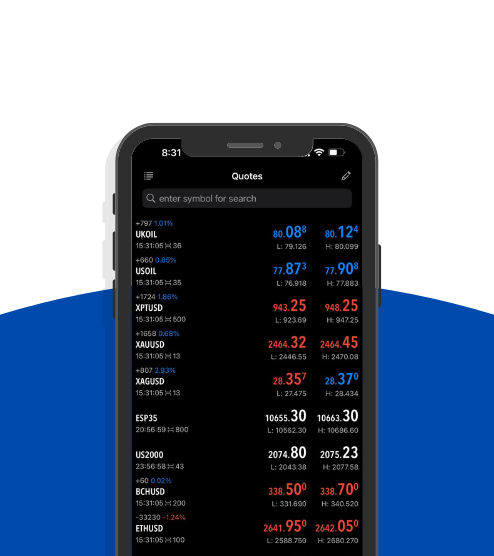 8:31
Quotes
enter symbol for search
+797 1.01%
UKOIL 80.08⁸ 80.12⁴
15:31:05 36 L: 79.126 H: 80.099
+660 0.85%
USOIL 77.87³ 77.90⁸
15:31:05 35 L: 76.918 H: 77.883
+1724 1.86%
XPTUSD 943.25 948.25
15:31:05 500 L: 923.69 H: 947.25
+1658 0.68%
XAUUSD 2464.32 2464.45
15:31:05 13 L: 2446.55 H: 2470.08
+807 2.93%
XAGUSD 28.35⁷ 28.37⁰
15:31:05 13 L: 27.475 H: 28.434
ESP35 10655.30 10663.30
20:56:59 800 L: 10562.30 H: 10686.60
US2000 2074.80 2075.23
23:56:58 43 L: 2043.38 H: 2077.58
+60 0.02%
BCHUSD 338.50⁰ 338.70⁰
15:31:05 200 L: 331.690 H: 340.520
-33230 -1.24%
ETHUSD 2641.95⁰ 2642.05⁰
15:31:05 100 L: 2588.750 H: 2680.270